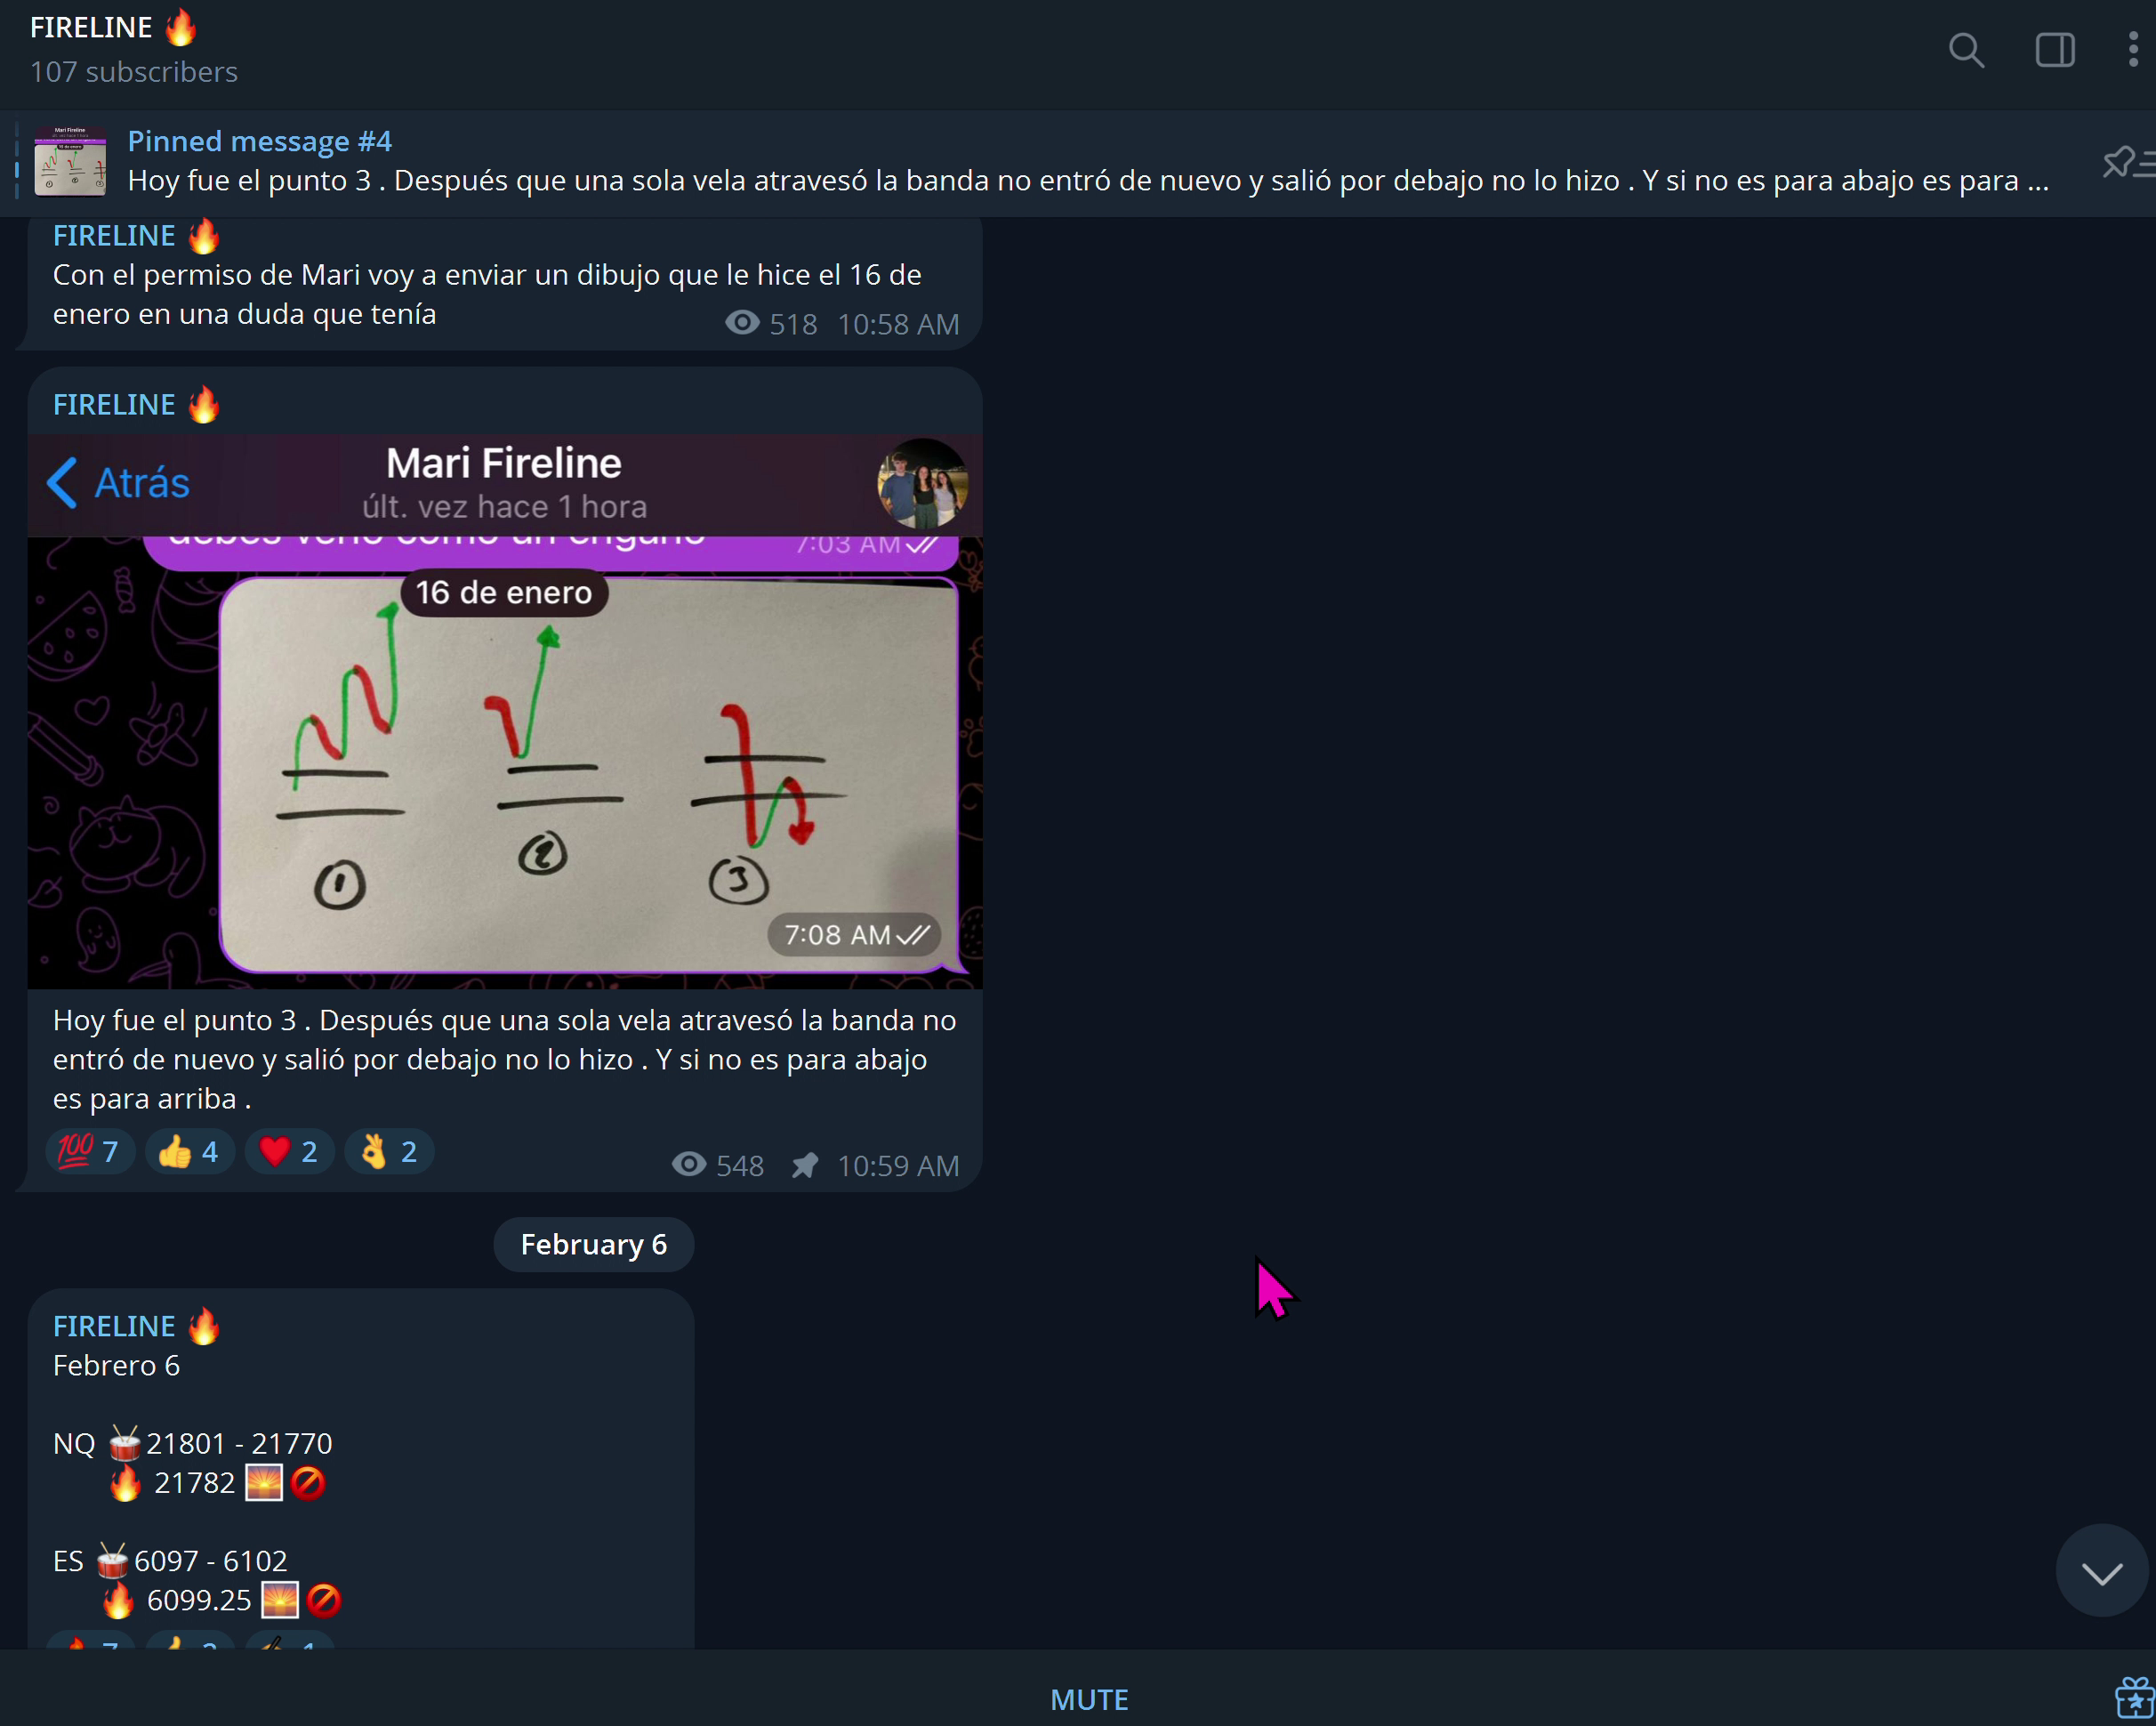 FIRELINE 🔥
107 subscribers
Pinned message #4
Hoy fue el punto 3 . Después que una sola vela atravesó la banda no entró de nuevo y salió por debajo no lo hizo . Y si no es para abajo es para ...
FIRELINE 🔥
Con el permiso de Mari voy a enviar un dibujo que le hice el 16 de
enero en una duda que tenía
518 10:58 AM
FIRELINE 🔥
Atrás
Mari Fireline
últ. vez hace 1 hora
debes verlo como un engaño 7:03 AM
16 de enero
1
2
3
7:08 AM
Hoy fue el punto 3 . Después que una sola vela atravesó la banda no
entró de nuevo y salió por debajo no lo hizo . Y si no es para abajo
es para arriba .
💯 7 👍 4 ❤️ 2 👌 2
548 10:59 AM
February 6
FIRELINE 🔥
Febrero 6
NQ 🥁21801 - 21770
🔥 21782 🌅🚫
ES 🥁6097 - 6102
🔥 6099.25 🌅🚫
MUTE